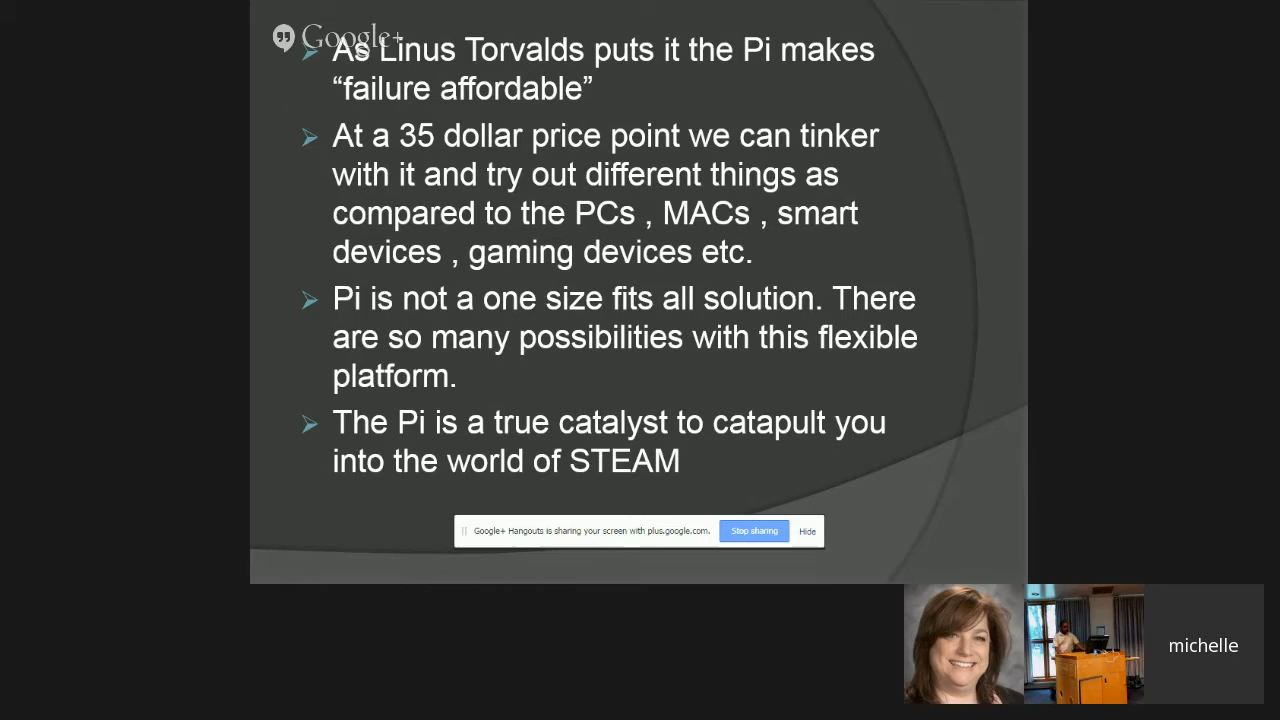 Google+
As Linus Torvalds puts it the Pi makes
“failure affordable”
At a 35 dollar price point we can tinker
with it and try out different things as
compared to the PCs , MACs , smart
devices , gaming devices etc.
Pi is not a one size fits all solution. There
are so many possibilities with this flexible
platform.
The Pi is a true catalyst to catapult you
into the world of STEAM
Google+ Hangouts is sharing your screen with plus.google.com. Stop sharing Hide
michelle